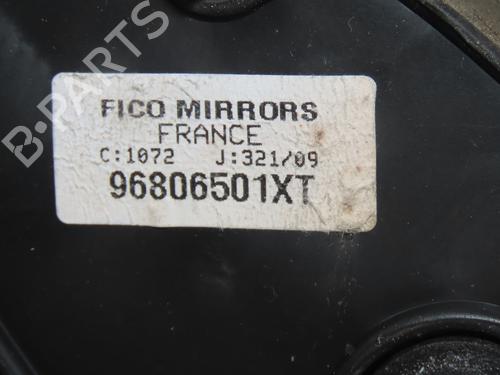 FICO MIRRORS
FRANCE
C:1072 J:321/09
96806501XT
B-PARTS